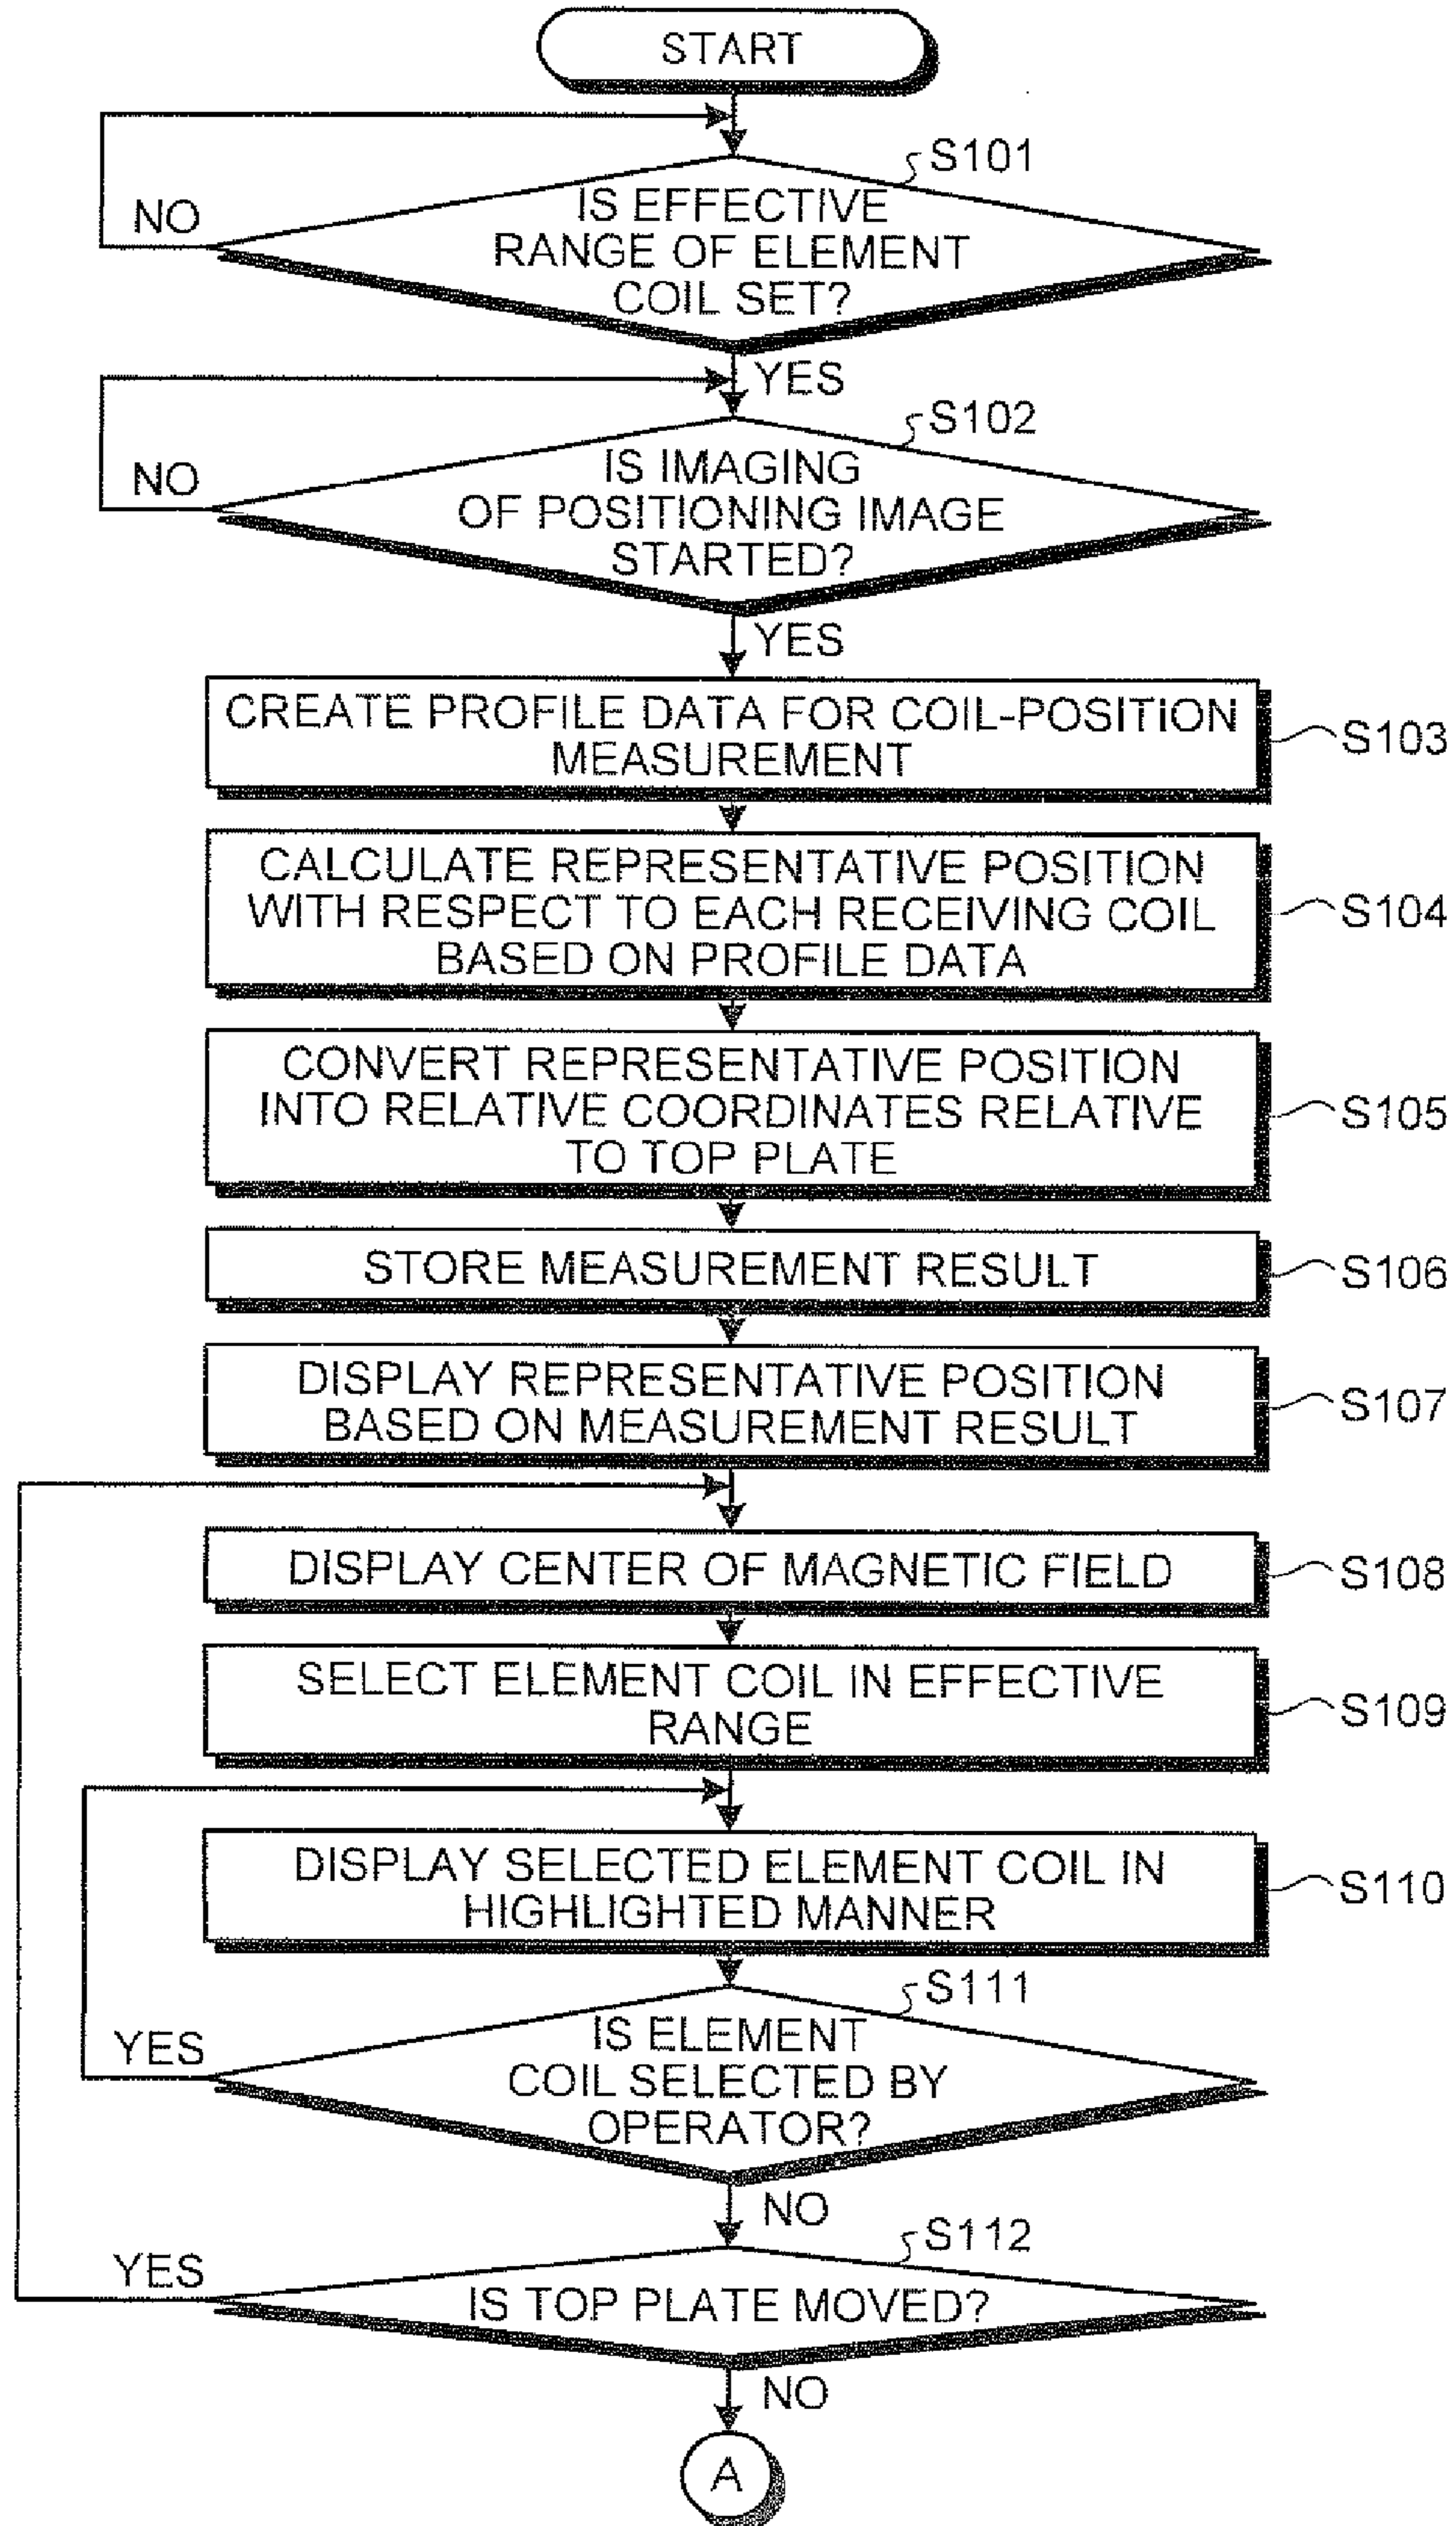 START
S101
IS EFFECTIVE
RANGE OF ELEMENT
COIL SET?
NO
YES
S102
IS IMAGING
OF POSITIONING IMAGE
STARTED?
NO
YES
CREATE PROFILE DATA FOR COIL-POSITION
MEASUREMENT
S103
CALCULATE REPRESENTATIVE POSITION
WITH RESPECT TO EACH RECEIVING COIL
BASED ON PROFILE DATA
S104
CONVERT REPRESENTATIVE POSITION
INTO RELATIVE COORDINATES RELATIVE
TO TOP PLATE
S105
STORE MEASUREMENT RESULT
S106
DISPLAY REPRESENTATIVE POSITION
BASED ON MEASUREMENT RESULT
S107
DISPLAY CENTER OF MAGNETIC FIELD
S108
SELECT ELEMENT COIL IN EFFECTIVE
RANGE
S109
DISPLAY SELECTED ELEMENT COIL IN
HIGHLIGHTED MANNER
S110
S111
IS ELEMENT
COIL SELECTED BY
OPERATOR?
YES
NO
S112
IS TOP PLATE MOVED?
YES
NO
A